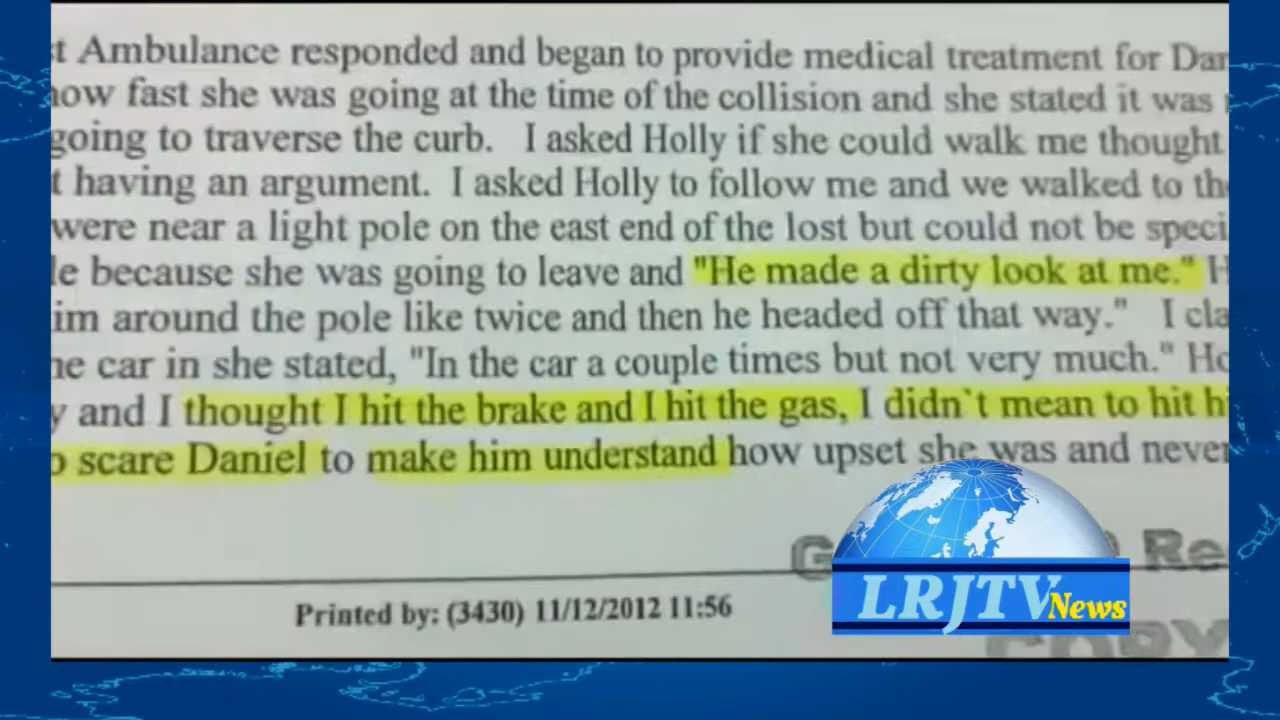 t Ambulance responded and began to provide medical treatment for Dar
how fast she was going at the time of the collision and she stated it was
going to traverse the curb. I asked Holly if she could walk me thought
t having an argument. I asked Holly to follow me and we walked to th
were near a light pole on the east end of the lost but could not be speci
le because she was going to leave and "He made a dirty look at me." H
im around the pole like twice and then he headed off that way." I cla
he car in she stated, "In the car a couple times but not very much." Ho
y and I thought I hit the brake and I hit the gas, I didn`t mean to hit hi
o scare Daniel to make him understand how upset she was and never
Re
Printed by: (3430) 11/12/2012 11:56
LRJTV News
COPY